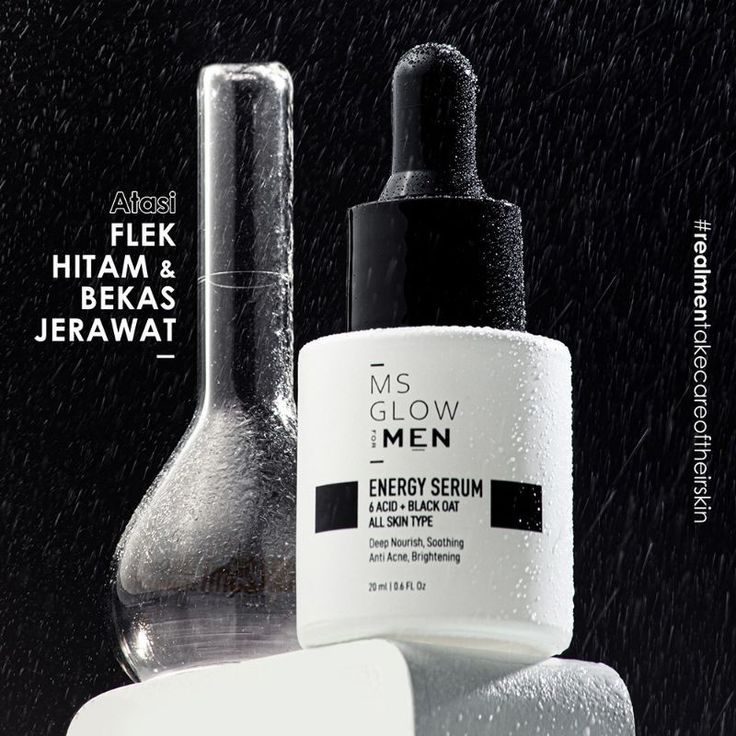 Atasi
FLEK
HITAM &
BEKAS
JERAWAT
#realmentakecareoftheirskin
MS
GLOW
FOR MEN
ENERGY SERUM
6 ACID + BLACK OAT
ALL SKIN TYPE
Deep Nourish, Soothing
Anti Acne, Brightening
20 ml | 0.6 FL Oz